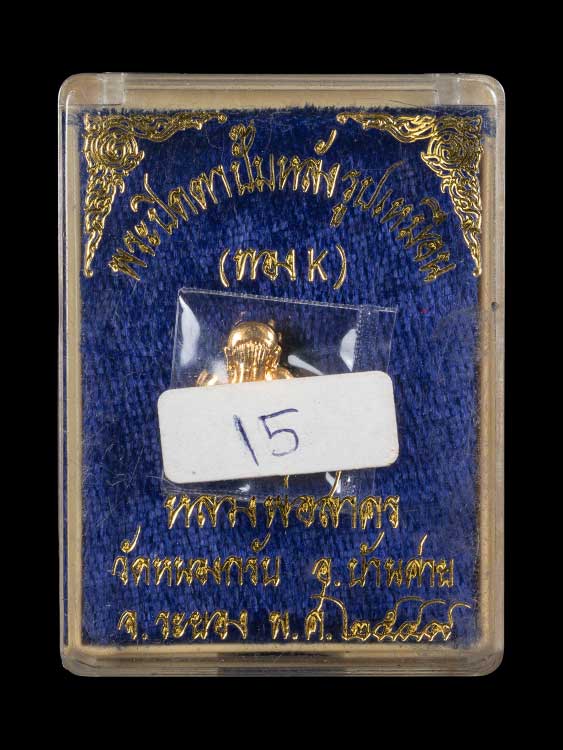 พระปิดตาปั๊มหลังรูปเหมือน
(ทอง K)
15
หลวงพ่อสาคร
วัดหนองกรับ อ.บ้านค่าย
จ.ระยอง พ.ศ.๒๕๔๗